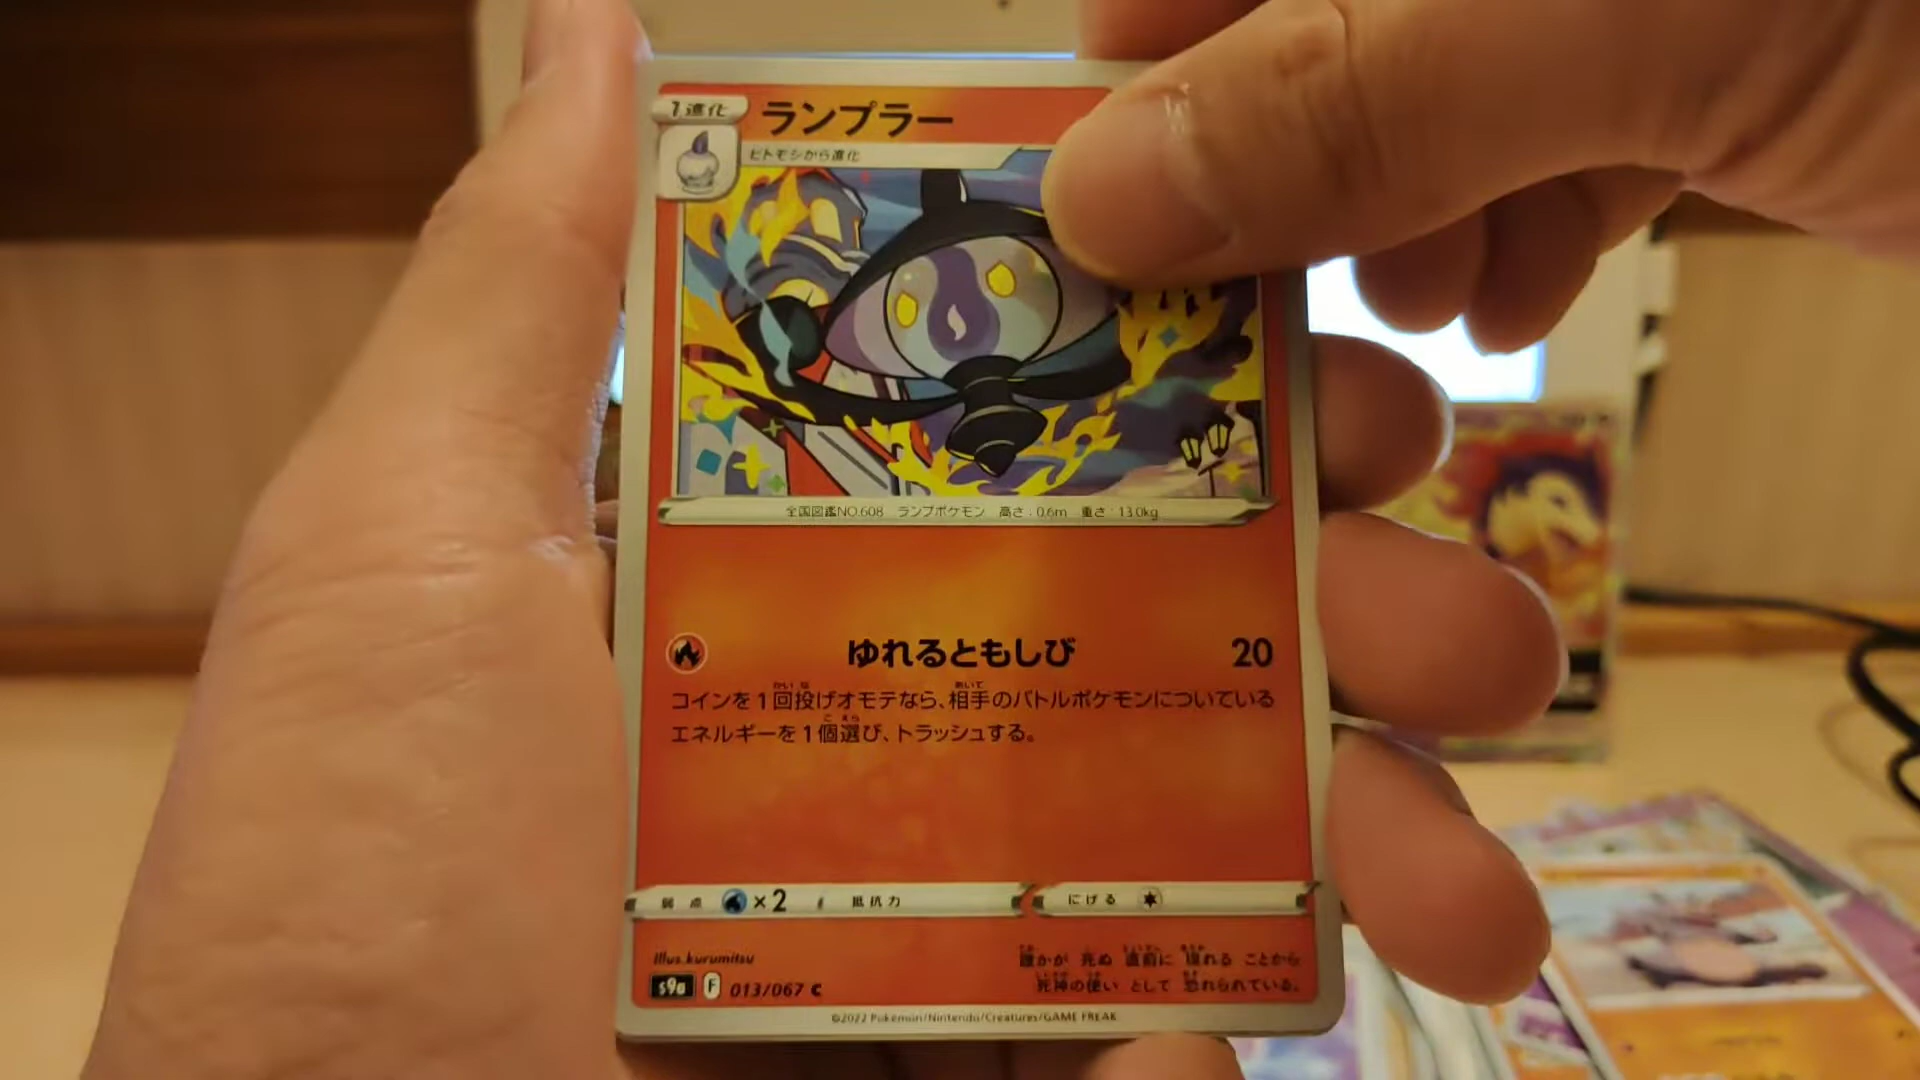 1進化
ランプラー
ヒトモシから進化
全国図鑑NO.608 ランプポケモン 高さ:0.6m 重さ:13.0kg
ゆれるともしび 20
コインを1回投げオモテなら、相手のバトルポケモンについている
エネルギーを1個選び、トラッシュする。
弱点 ×2 抵抗力 にげる
Illus.kurumitsu
誰かが 死ぬ 直前に 現れる ことから
死神の使い として 恐れられている。
s9a F 013/067 C
©2022 Pokémon/Nintendo/Creatures/GAME FREAK